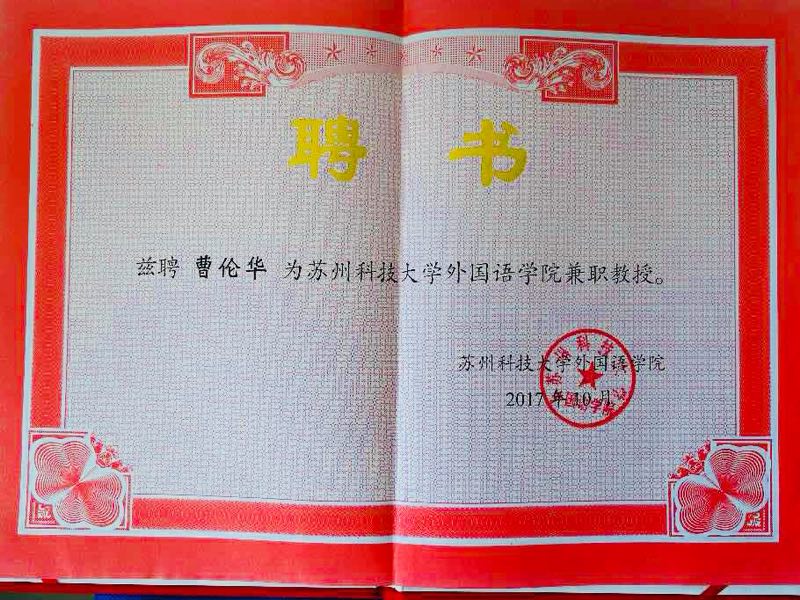 聘 书
兹聘 曹伦华 为苏州科技大学外国语学院兼职教授。
苏州科技大学外国语学院
2017年10月